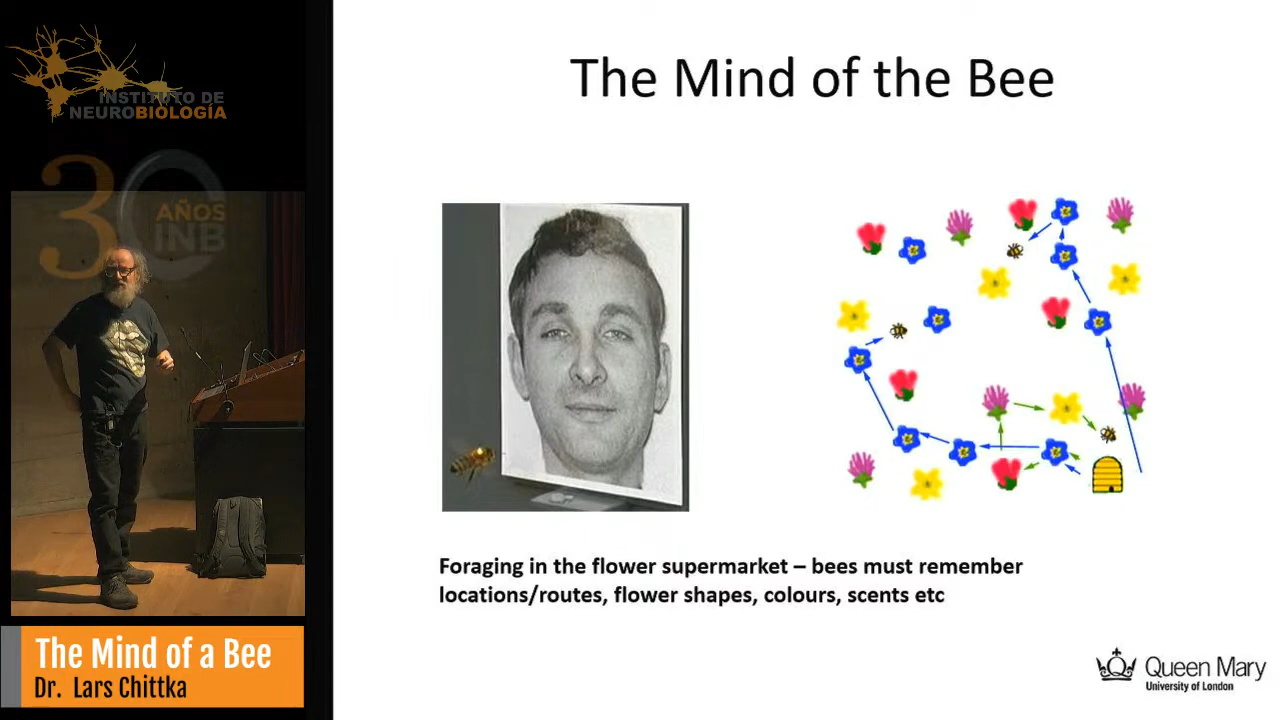 INSTITUTO DE
NEUROBIOLOGÍA
30
AÑOS
INB
The Mind of a Bee
Dr. Lars Chittka
The Mind of the Bee
Foraging in the flower supermarket – bees must remember
locations/routes, flower shapes, colours, scents etc
Queen Mary
University of London